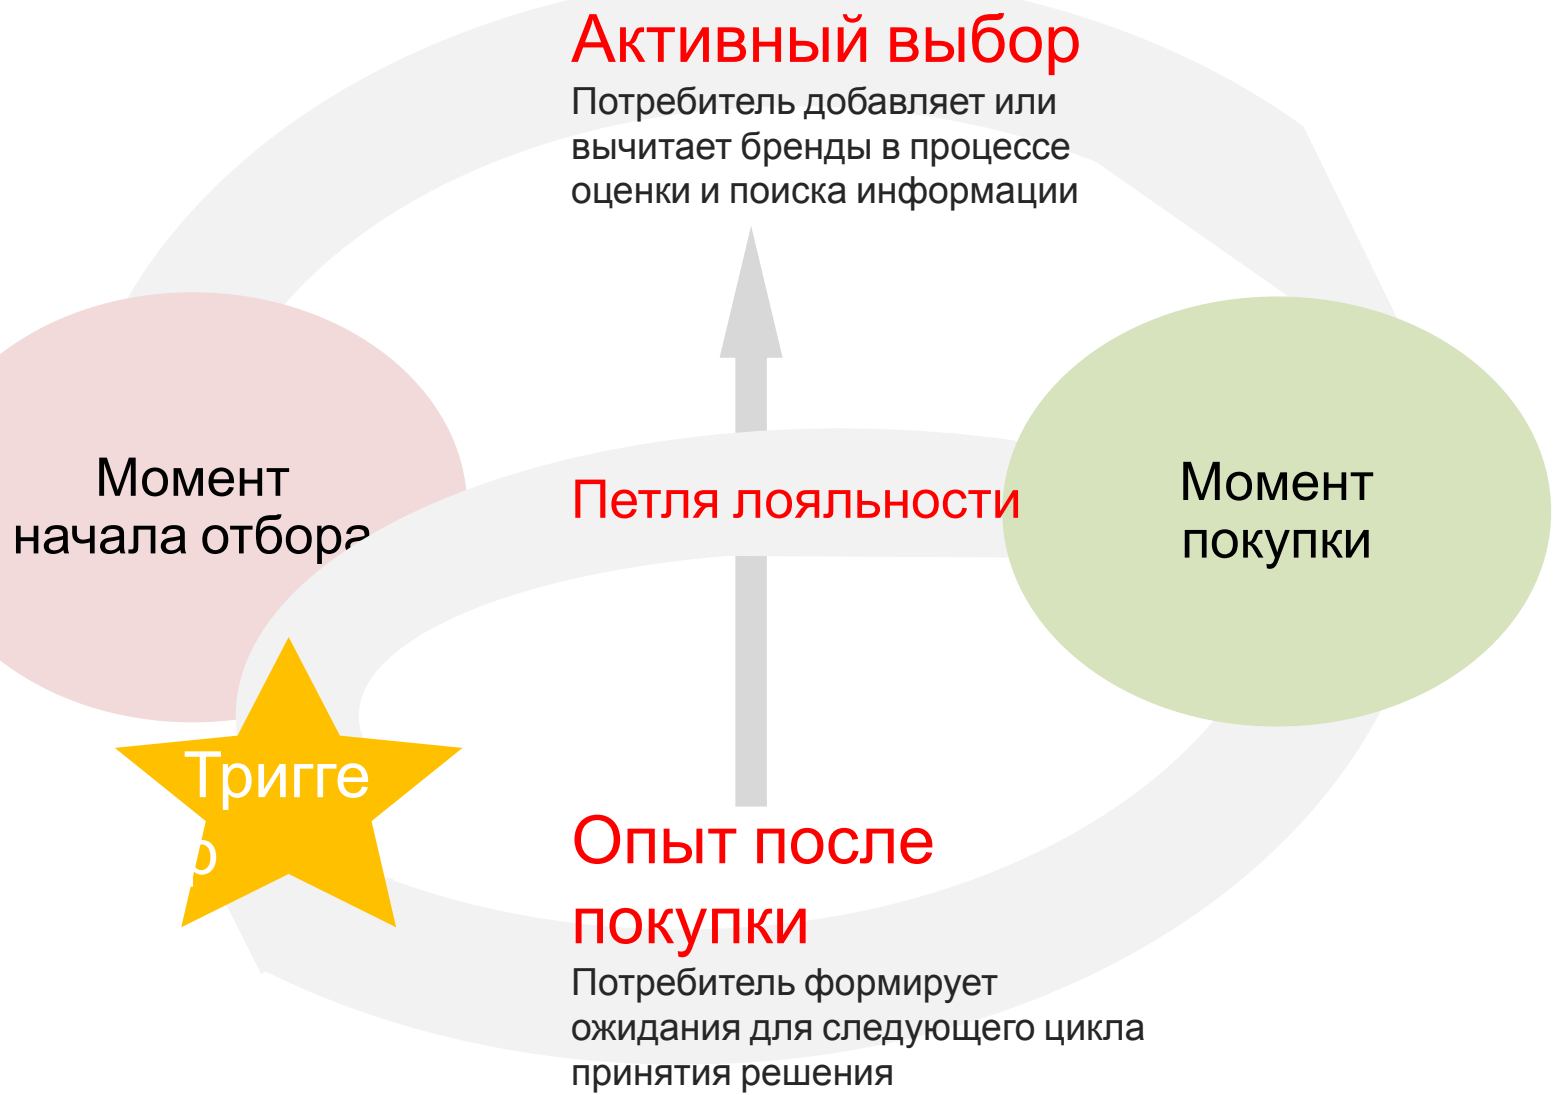 Активный выбор
Потребитель добавляет или
вычитает бренды в процессе
оценки и поиска информации
Момент
начала отбора
Петля лояльности
Момент
покупки
Тригге
р
Опыт после
покупки
Потребитель формирует
ожидания для следующего цикла
принятия решения